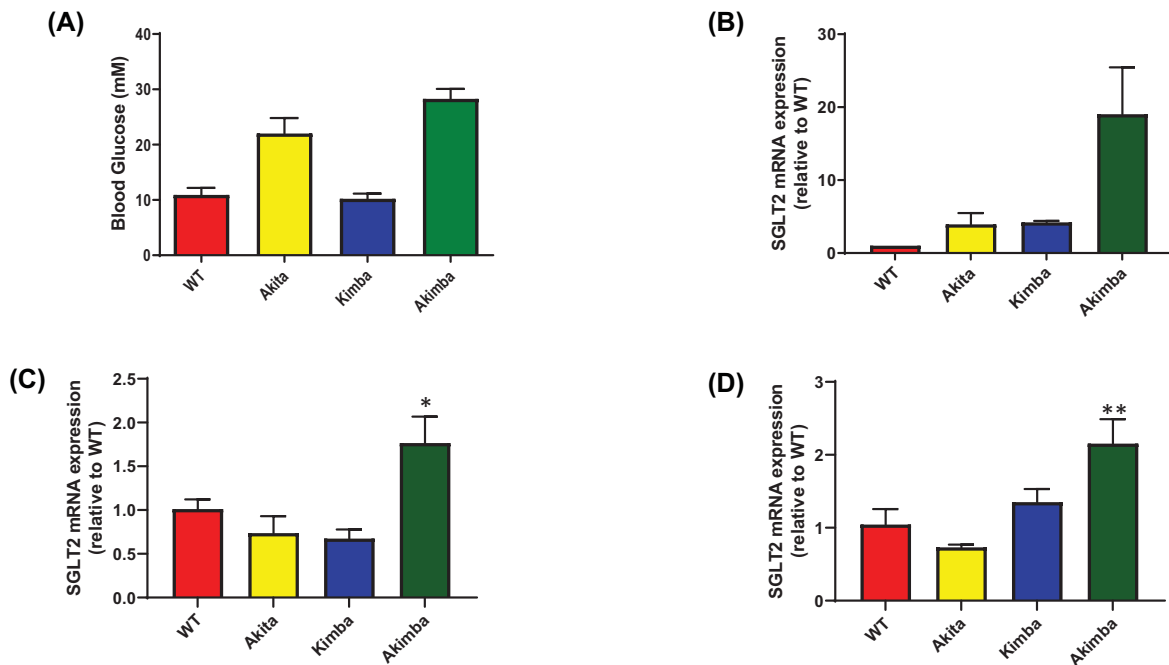 (A)
Blood Glucose (mM)
40
30
20
10
0
WT
Akita
Kimba
Akimba
(B)
SGLT2 mRNA expression
(relative to WT)
30
20
10
0
WT
Akita
Kimba
Akimba
(C)
SGLT2 mRNA expression
(relative to WT)
2.5
2.0
1.5
1.0
0.5
0.0
*
WT
Akita
Kimba
Akimba
(D)
SGLT2 mRNA expression
(relative to WT)
3
2
1
0
**
WT
Akita
Kimba
Akimba